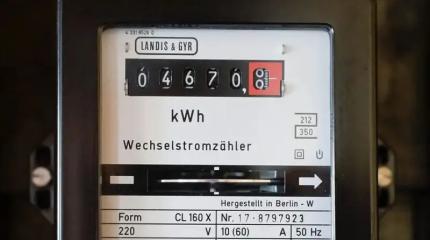 LANDIS & GYR
0 4 6 7 0,8
kWh
212
350
Wechselstromzähler
Hergestellt in Berlin - W
Form CL 160 X Nr. 17-8797923
220 V 10 (60) A 50 Hz